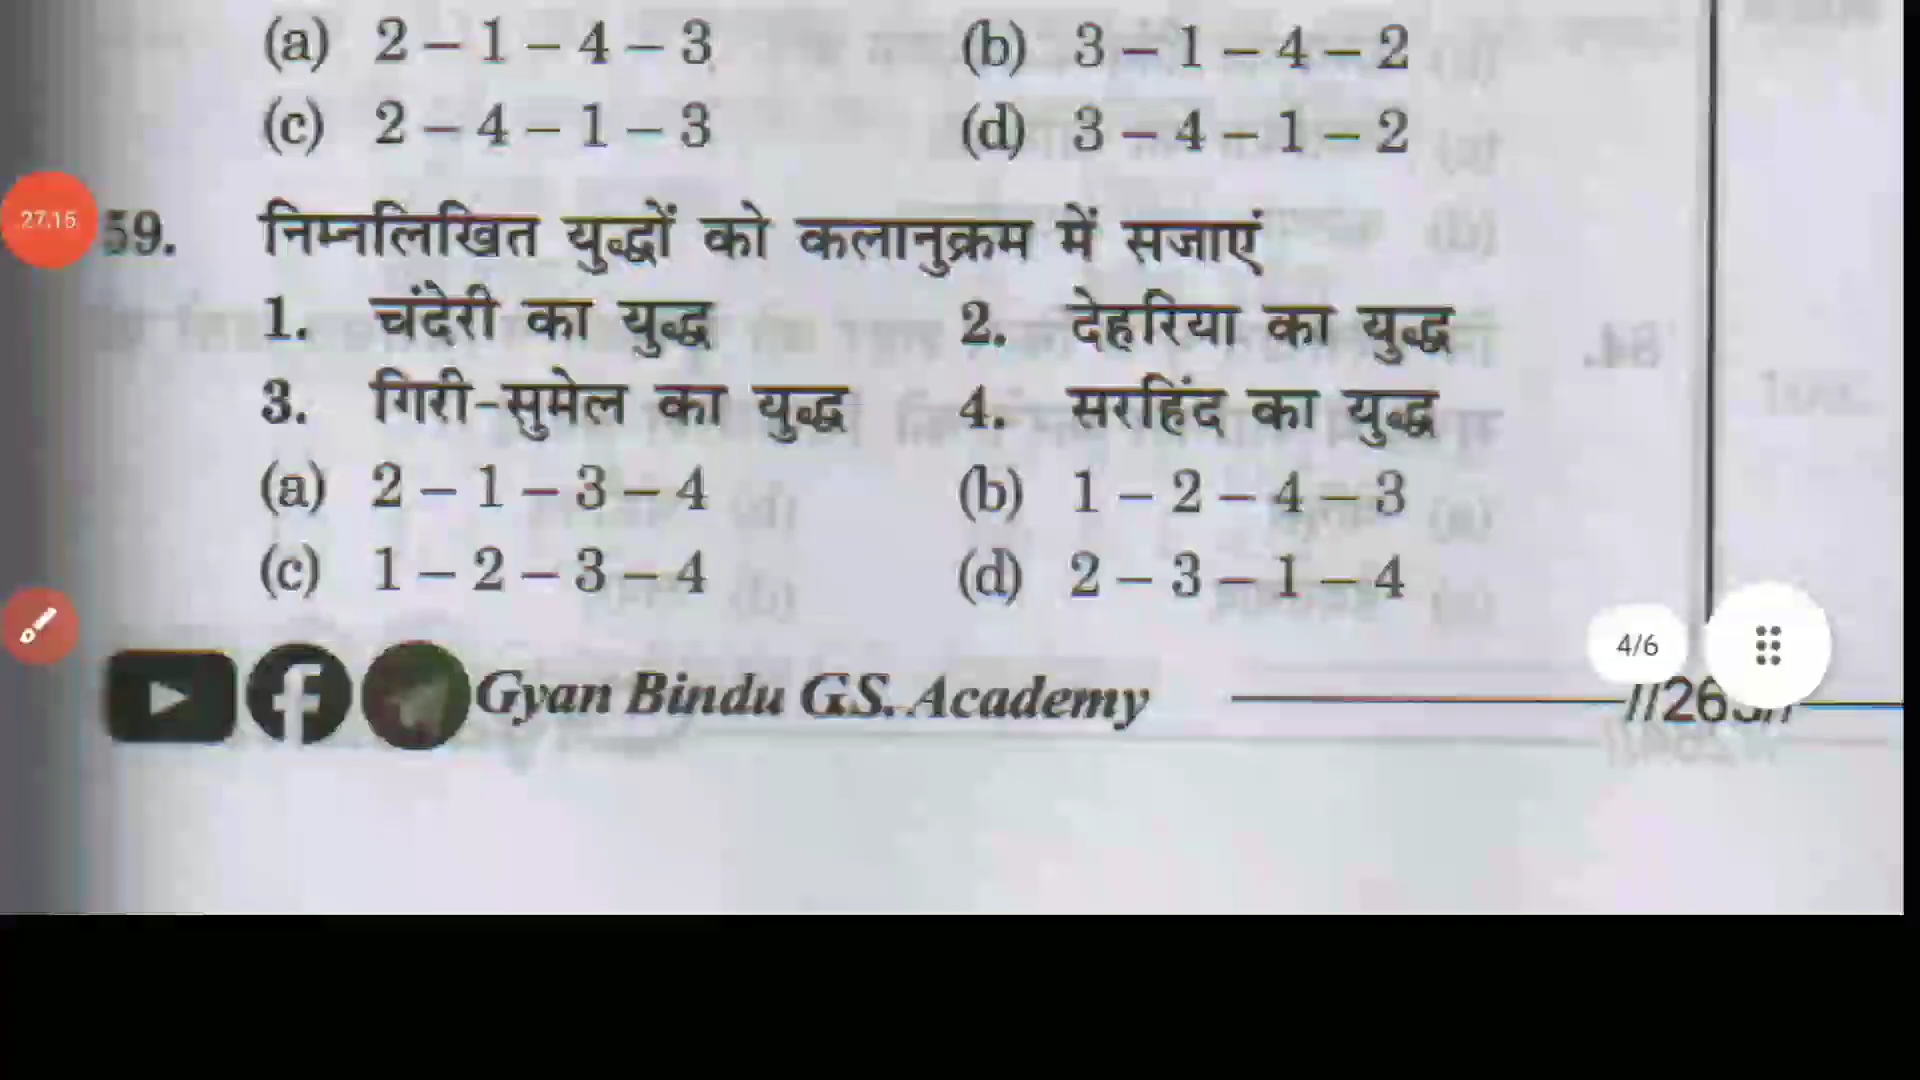 (a) 2 – 1 – 4 – 3 (b) 3 – 1 – 4 – 2
(c) 2 – 4 – 1 – 3 (d) 3 – 4 – 1 – 2
27:15
59. निम्नलिखित युद्धों को कलानुक्रम में सजाएं
1. चंदेरी का युद्ध 2. देहरिया का युद्ध
3. गिरी-सुमेल का युद्ध 4. सरहिंद का युद्ध
(a) 2 – 1 – 3 – 4 (b) 1 – 2 – 4 – 3
(c) 1 – 2 – 3 – 4 (d) 2 – 3 – 1 – 4
4/6
Gyan Bindu GS. Academy